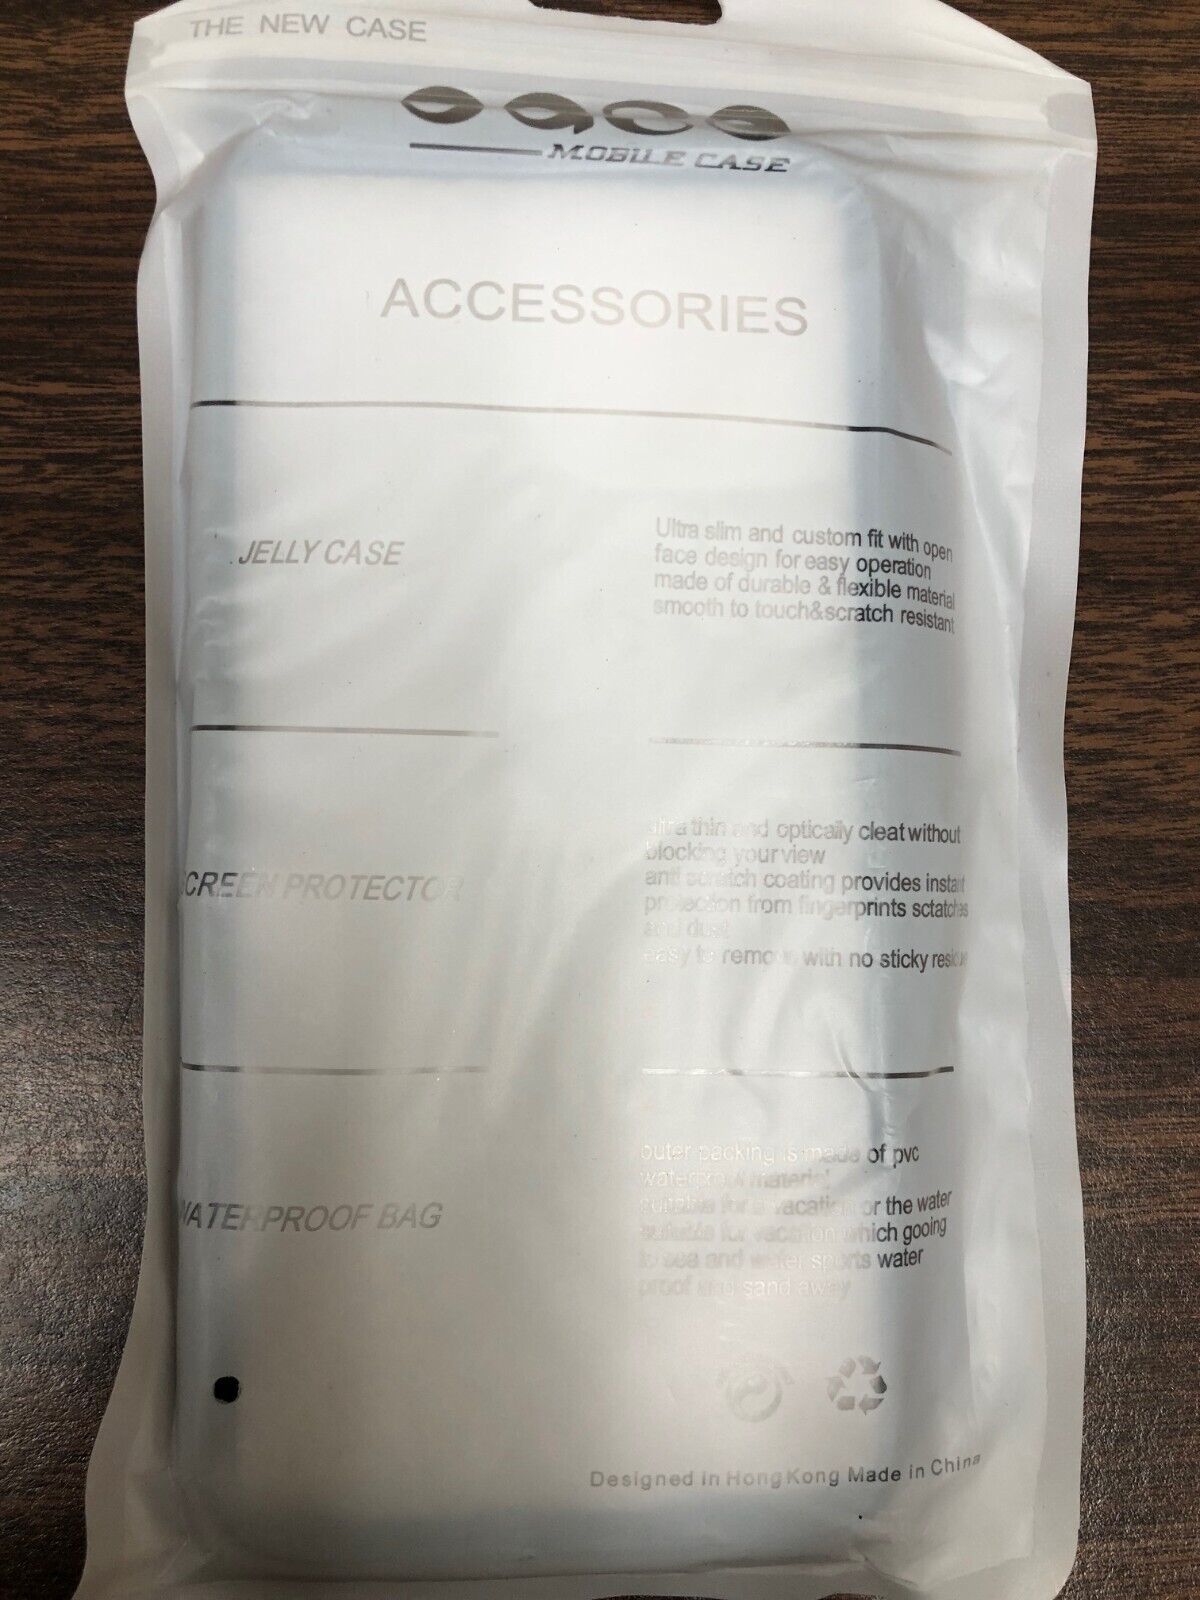 THE NEW CASE
MOBILE CASE
ACCESSORIES
JELLY CASE
Ultra slim and custom fit with open
face design for easy operation
made of durable & flexible material
smooth to touch&scratch resistant
SCREEN PROTECTOR
ultra thin and optically cleat without
blocking your view
anti scratch coating provides instant
protection from fingerprints sctatches
and dust
easy to remove with no sticky residue
WATERPROOF BAG
outer packing is made of pvc
waterproof material
suitable for a vacation or the water
suitable for vacation which gooing
to sea and water sports water
proof and sand away
Designed in Hong Kong Made in China